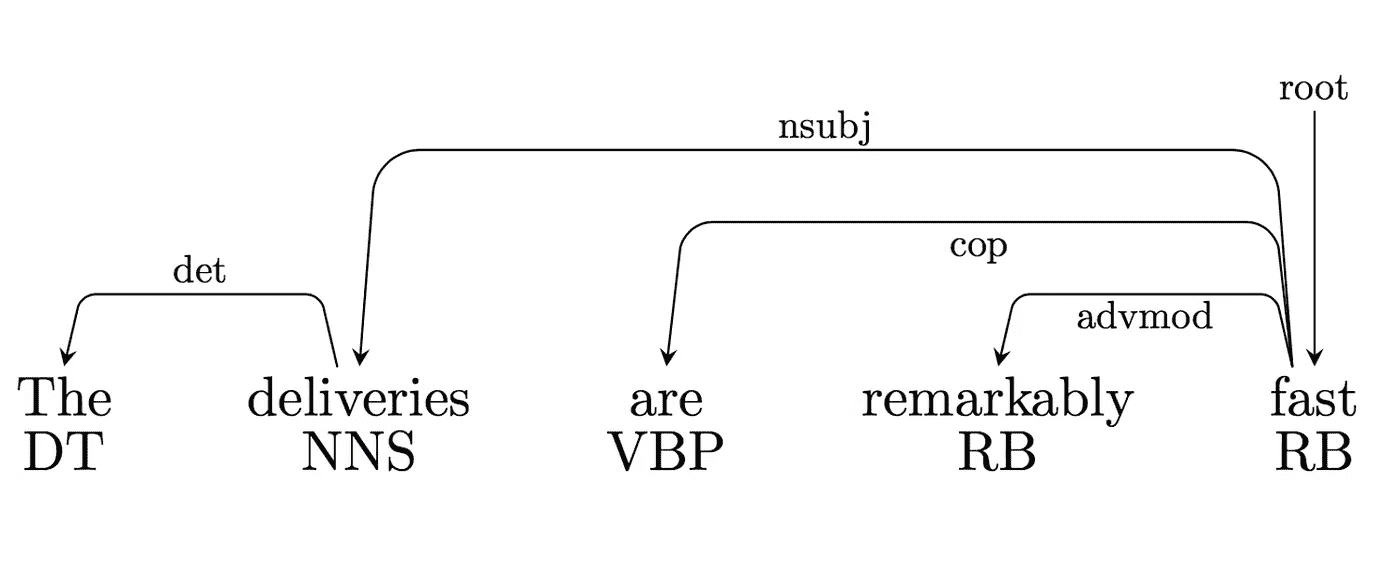 root
nsubj
cop
det
advmod
The deliveries are remarkably fast
DT NNS VBP RB RB